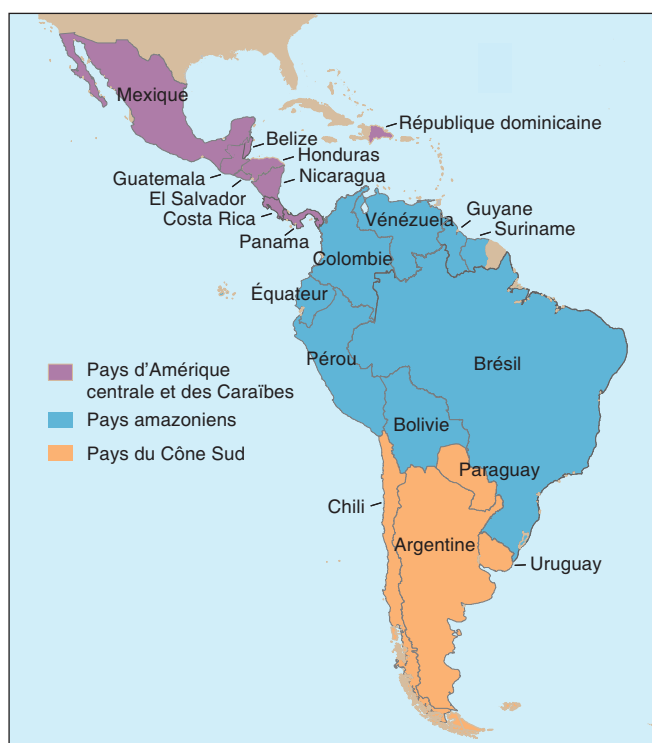 Mexique
République dominicaine
Belize
Honduras
Guatemala
Nicaragua
El Salvador
Costa Rica
Panama
Vénézueia
Guyane
Suriname
Colombie
Équateur
Pérou
Brésil
Pays d'Amérique
centrale et des Caraïbes
Pays amazoniens
Pays du Cône Sud
Bolivie
Paraguay
Chili
Argentine
Uruguay